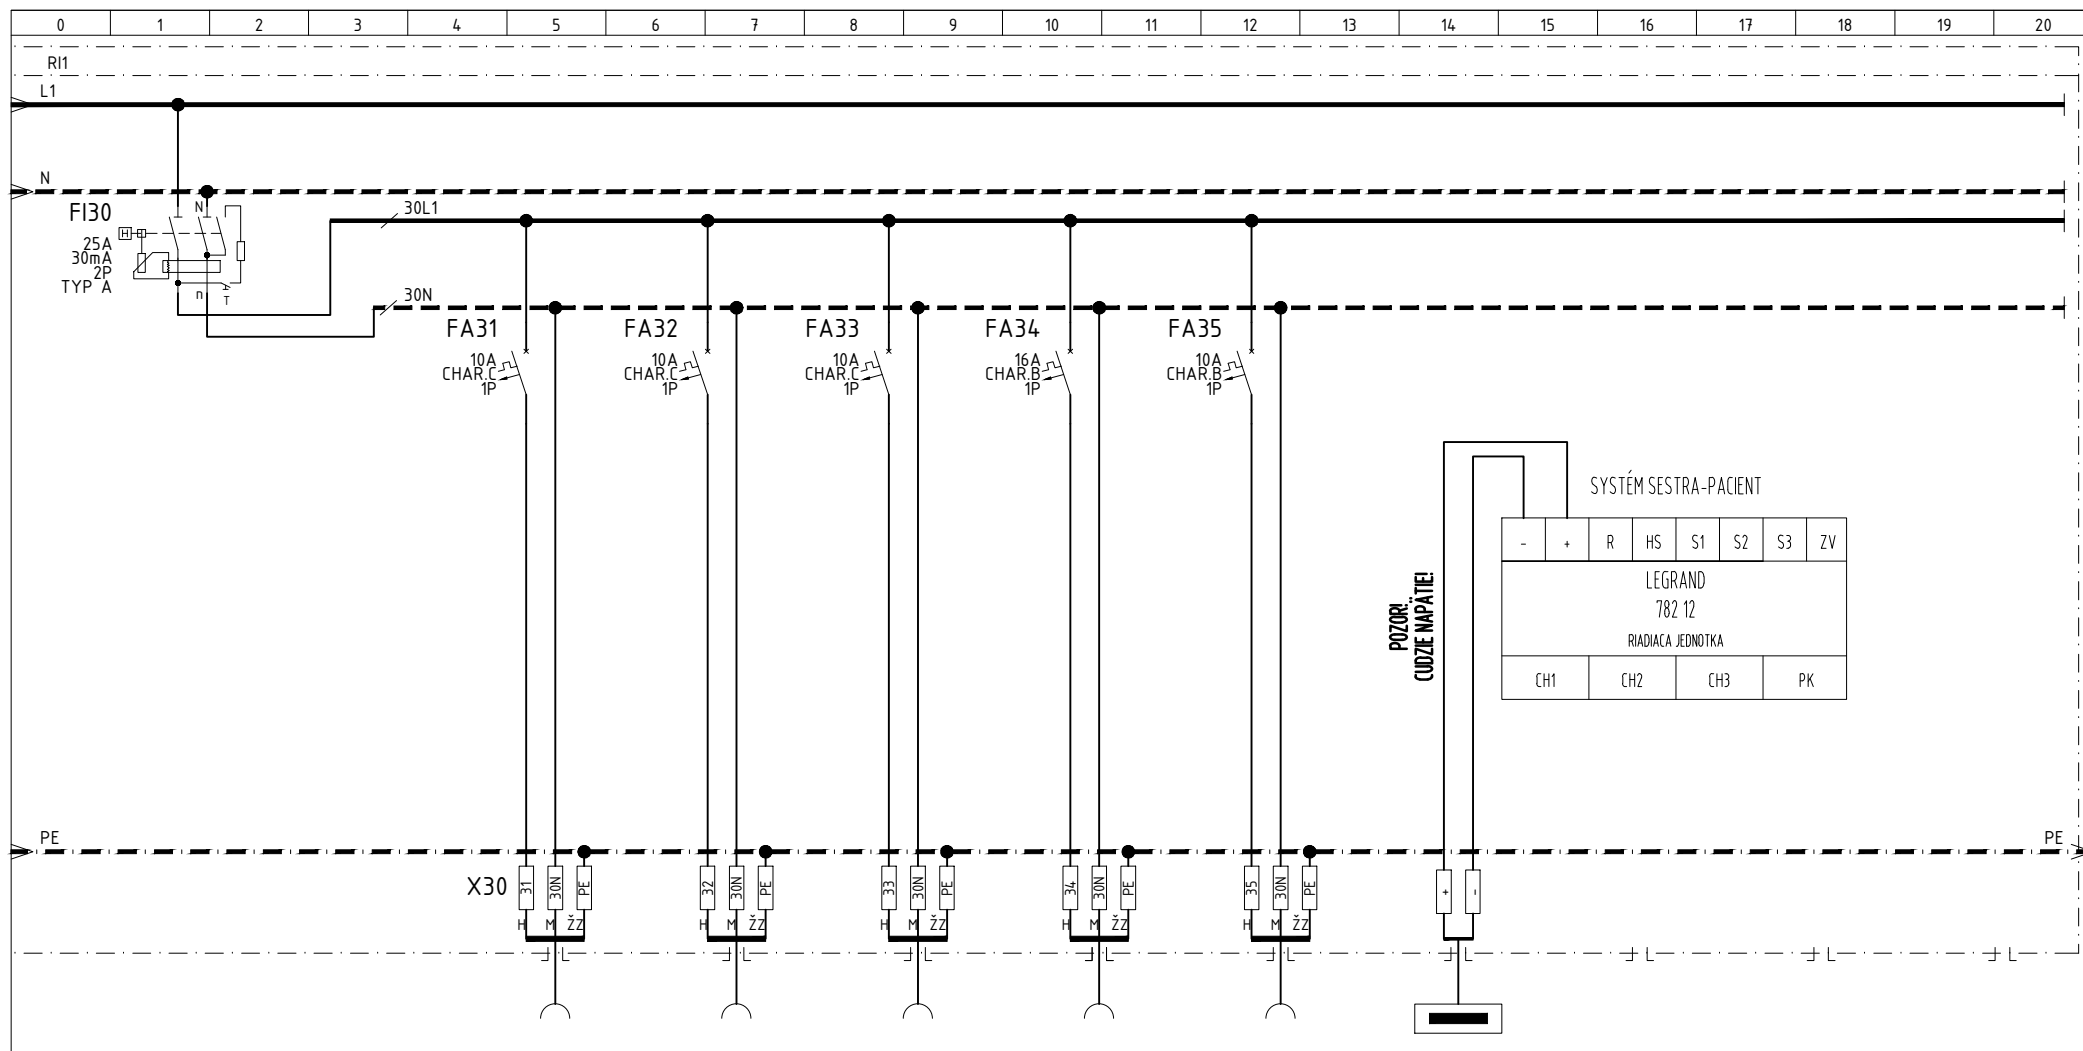 0 1 2 3 4 5 6 7 8 9 10 11 12 13 14 15 16 17 18 19 20
RI1
L1
N
FI30
25A
30mA
2P
TYP A
H
N
n
T
30L1
30N
FA31
10A
CHAR.C
1P
FA32
10A
CHAR.C
1P
FA33
10A
CHAR.C
1P
FA34
16A
CHAR.B
1P
FA35
10A
CHAR.B
1P
SYSTÉM SESTRA-PACIENT
- + R HS S1 S2 S3 ZV
LEGRAND
782 12
RIADIACA JEDNOTKA
CH1 CH2 CH3 PK
POZOR!
CUDZIE NAPÄTIE!
PE
PE
X30
31 30N PE
32 30N PE
33 30N PE
34 30N PE
35 30N PE
+ -
H M ŽZ
H M ŽZ
H M ŽZ
H M ŽZ
H M ŽZ